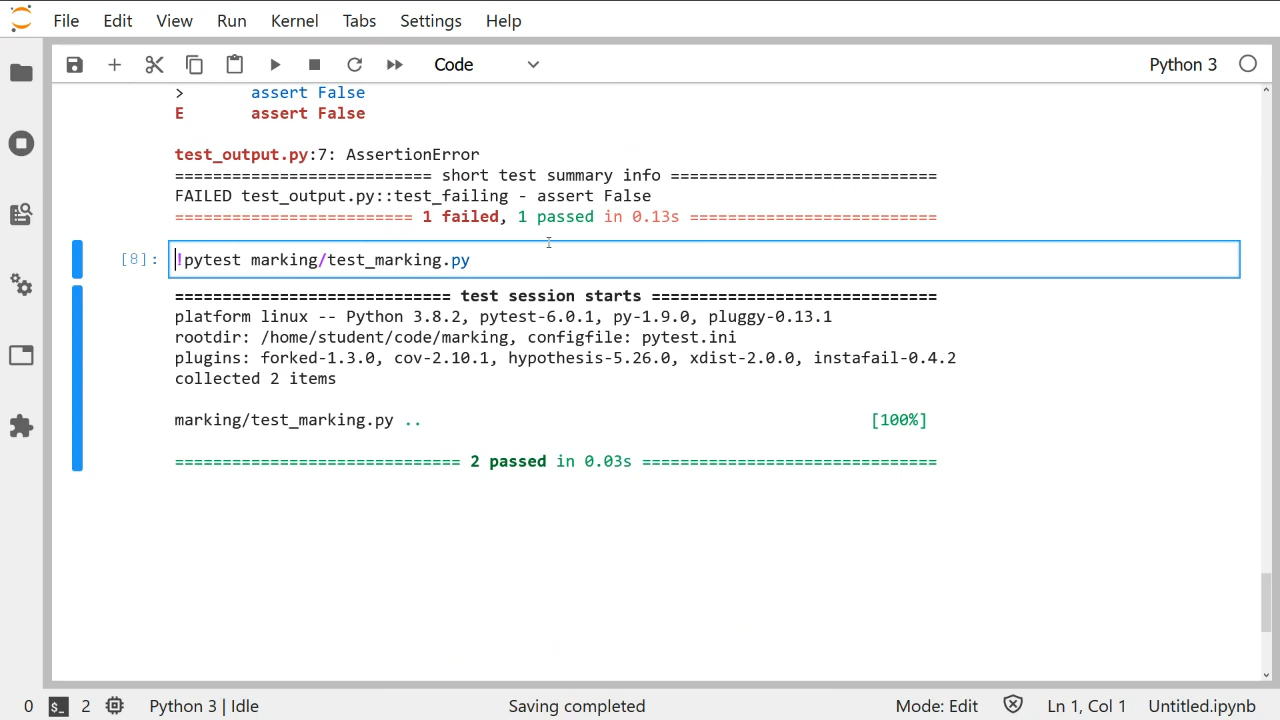 File Edit View Run Kernel Tabs Settings Help
Code
Python 3
> assert False
E assert False
test_output.py:7: AssertionError
=========================== short test summary info ============================
FAILED test_output.py::test_failing - assert False
========================= 1 failed, 1 passed in 0.13s ==========================
[8]: !pytest marking/test_marking.py
============================= test session starts ==============================
platform linux -- Python 3.8.2, pytest-6.0.1, py-1.9.0, pluggy-0.13.1
rootdir: /home/student/code/marking, configfile: pytest.ini
plugins: forked-1.3.0, cov-2.10.1, hypothesis-5.26.0, xdist-2.0.0, instafail-0.4.2
collected 2 items
marking/test_marking.py .. [100%]
============================== 2 passed in 0.03s ===============================
0 $_ 2 Python 3 | Idle Saving completed Mode: Edit Ln 1, Col 1 Untitled.ipynb